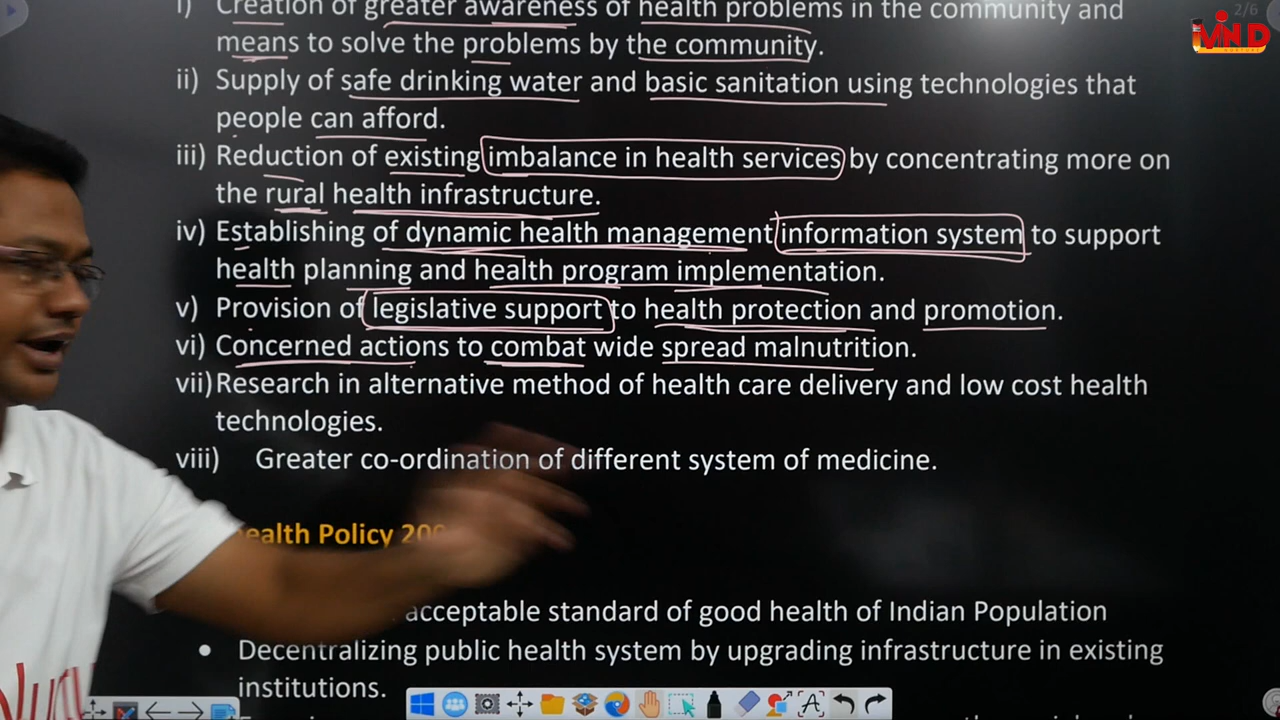 i) Creation of greater awareness of health problems in the community and
means to solve the problems by the community.
ii) Supply of safe drinking water and basic sanitation using technologies that
people can afford.
iii) Reduction of existing imbalance in health services by concentrating more on
the rural health infrastructure.
iv) Establishing of dynamic health management information system to support
health planning and health program implementation.
v) Provision of legislative support to health protection and promotion.
vi) Concerned actions to combat wide spread malnutrition.
vii) Research in alternative method of health care delivery and low cost health
technologies.
viii) Greater co-ordination of different system of medicine.
ealth Policy 20
acceptable standard of good health of Indian Population
• Decentralizing public health system by upgrading infrastructure in existing
institutions.
2/6